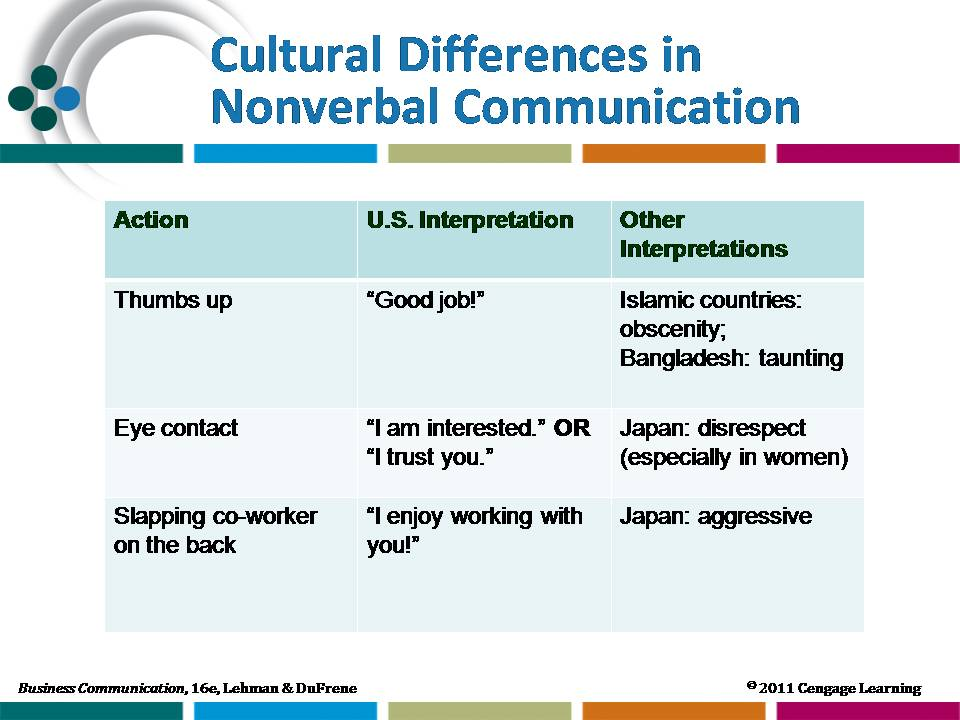 Cultural Differences in
Nonverbal Communication
Action
U.S. Interpretation
Other
Interpretations
Thumbs up
“Good job!”
Islamic countries:
obscenity;
Bangladesh: taunting
Eye contact
“I am interested.” OR
“I trust you.”
Japan: disrespect
(especially in women)
Slapping co-worker
on the back
“I enjoy working with
you!”
Japan: aggressive
Business Communication, 16e, Lehman & DuFrene
© 2011 Cengage Learning